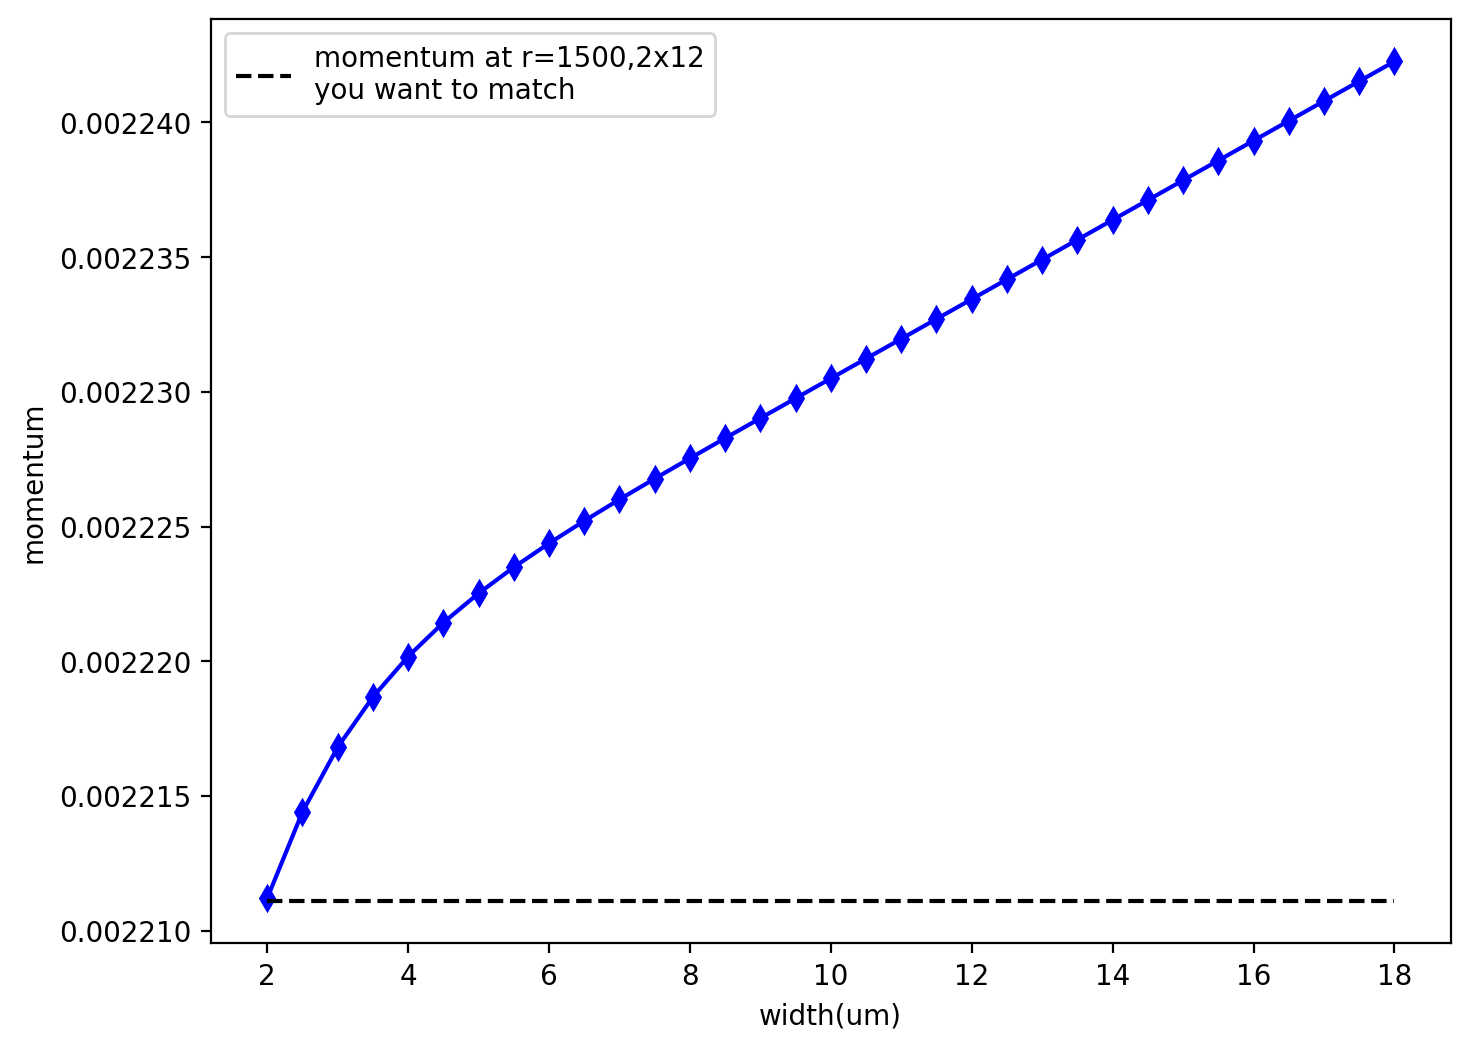 momentum at r=1500,2x12
you want to match
0.002240
0.002235
0.002230
0.002225
0.002220
0.002215
0.002210
momentum
2 4 6 8 10 12 14 16 18
width(um)